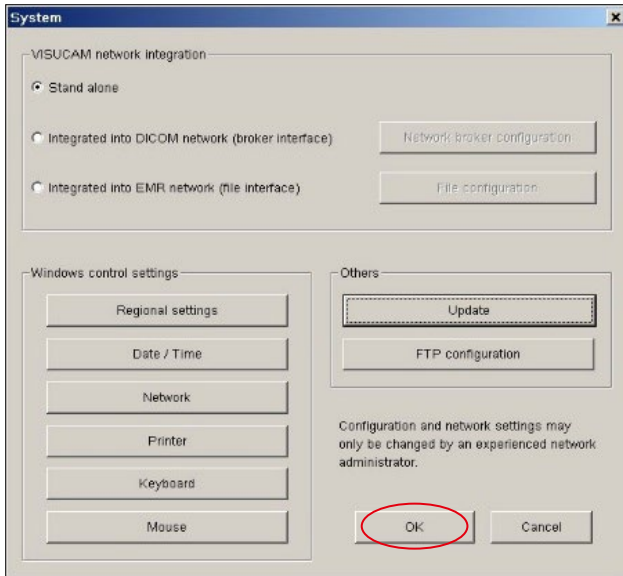 System
VISUCAM network integration
Stand alone
Integrated into DICOM network (broker interface)
Network broker configuration
Integrated into EMR network (file interface)
File configuration
Windows control settings
Regional settings
Date / Time
Network
Printer
Keyboard
Mouse
Others
Update
FTP configuration
Configuration and network settings may
only be changed by an experienced network
administrator.
OK
Cancel